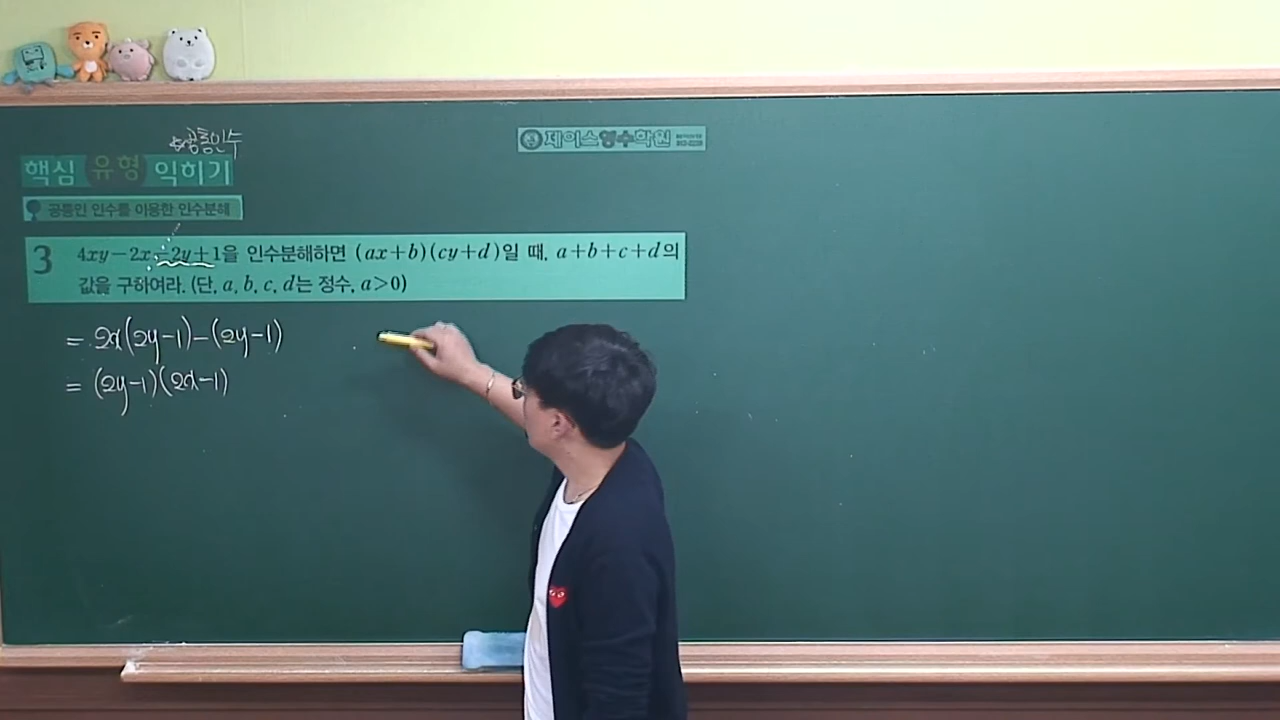 공통인수
제이스영수학원
핵심 유형 익히기
공통인 인수를 이용한 인수분해
3 4xy-2x-2y+1을 인수분해하면 (ax+b)(cy+d)일 때, a+b+c+d의
값을 구하여라. (단, a, b, c, d는 정수, a>0)
= 2x(2y-1)-(2y-1)
= (2y-1)(2x-1)